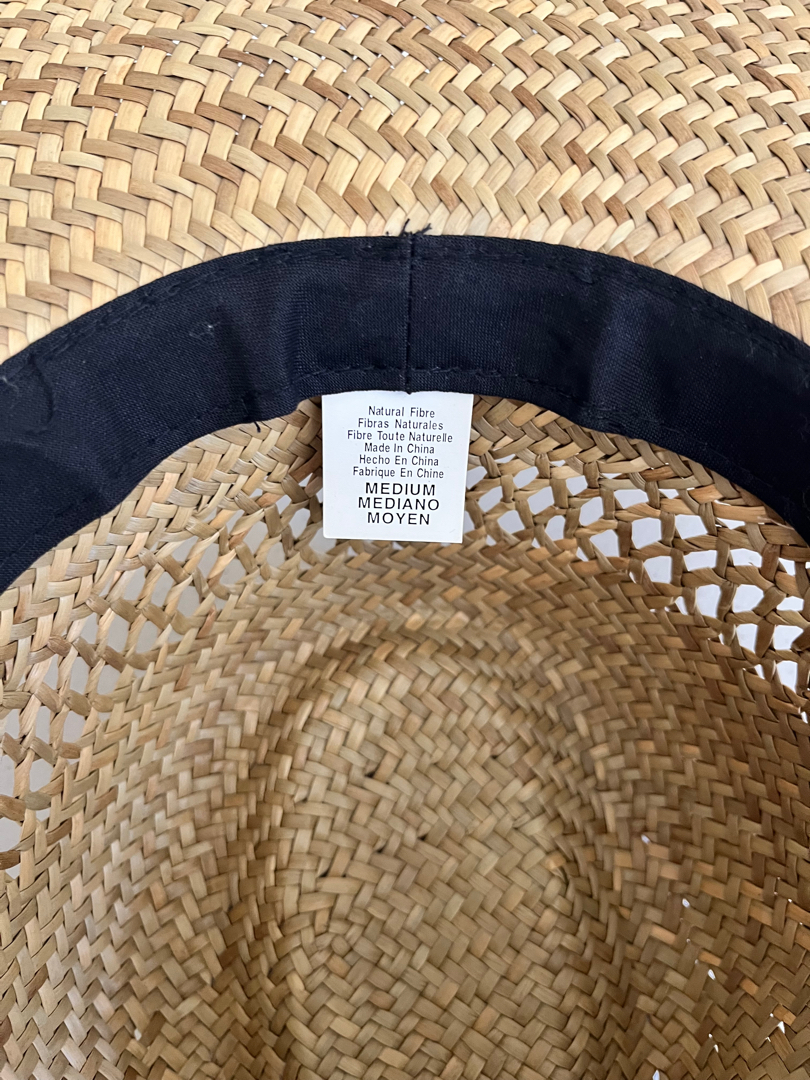 Natural Fibre
Fibras Naturales
Fibre Toute Naturelle
Made In China
Hecho En China
Fabrique En Chine
MEDIUM
MEDIANO
MOYEN